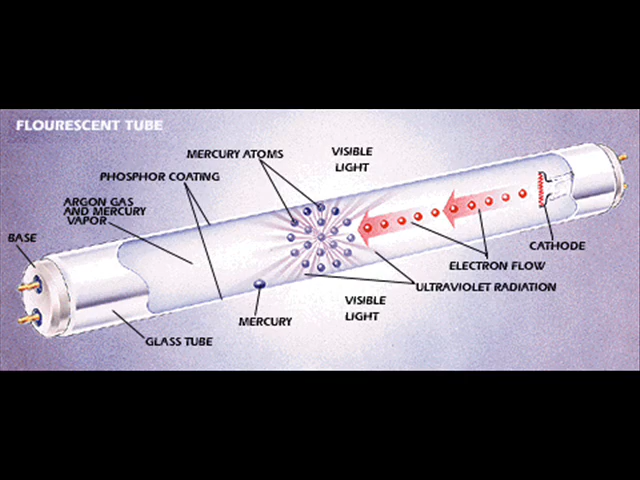 FLOURESCENT TUBE
MERCURY ATOMS
VISIBLE
LIGHT
PHOSPHOR COATING
ARGON GAS
AND MERCURY
VAPOR
BASE
CATHODE
ELECTRON FLOW
ULTRAVIOLET RADIATION
VISIBLE
LIGHT
MERCURY
GLASS TUBE